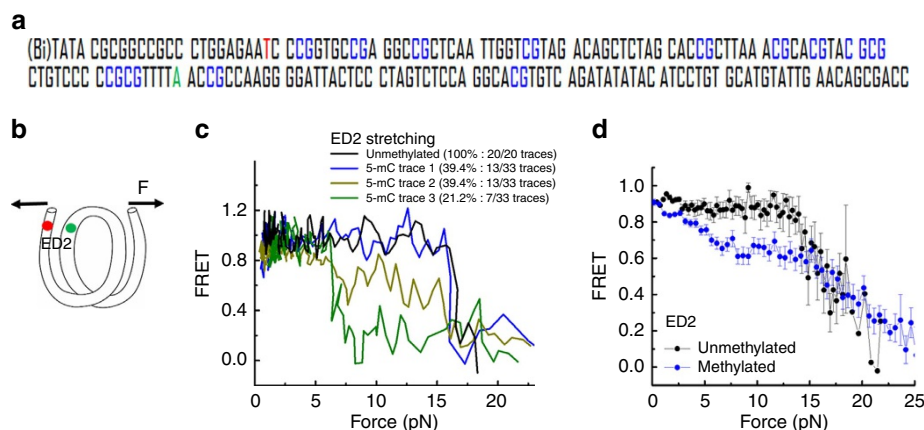 a
(Bi)TATA CGCGGCCGCC CTGGAGAATC CCGGTGCCGA GGCCGCTCAA TTGGTCGTAG ACAGCTCTAG CACCGCTTAAA ACGCACGTAC GCG
CTGTCCC CCGCGTTTTA ACCGCCAAGG GGATTACTCC CTAGTCTCCA GGCACGTGTC AGATATATAC ATCCTGT GCATGTATTG AACAGCGACC
b
F
ED2
c
ED2 stretching
Unmethylated (100% : 20/20 traces)
5-mC trace 1 (39.4% : 13/33 traces)
5-mC trace 2 (39.4% : 13/33 traces)
5-mC trace 3 (21.2% : 7/33 traces)
1.2
0.8
0.4
0.0
FRET
0 5 10 15 20
Force (pN)
d
1.0
0.8
0.6
0.4
0.2
0.0
FRET
ED2
Unmethylated
Methylated
0 5 10 15 20 25
Force (pN)